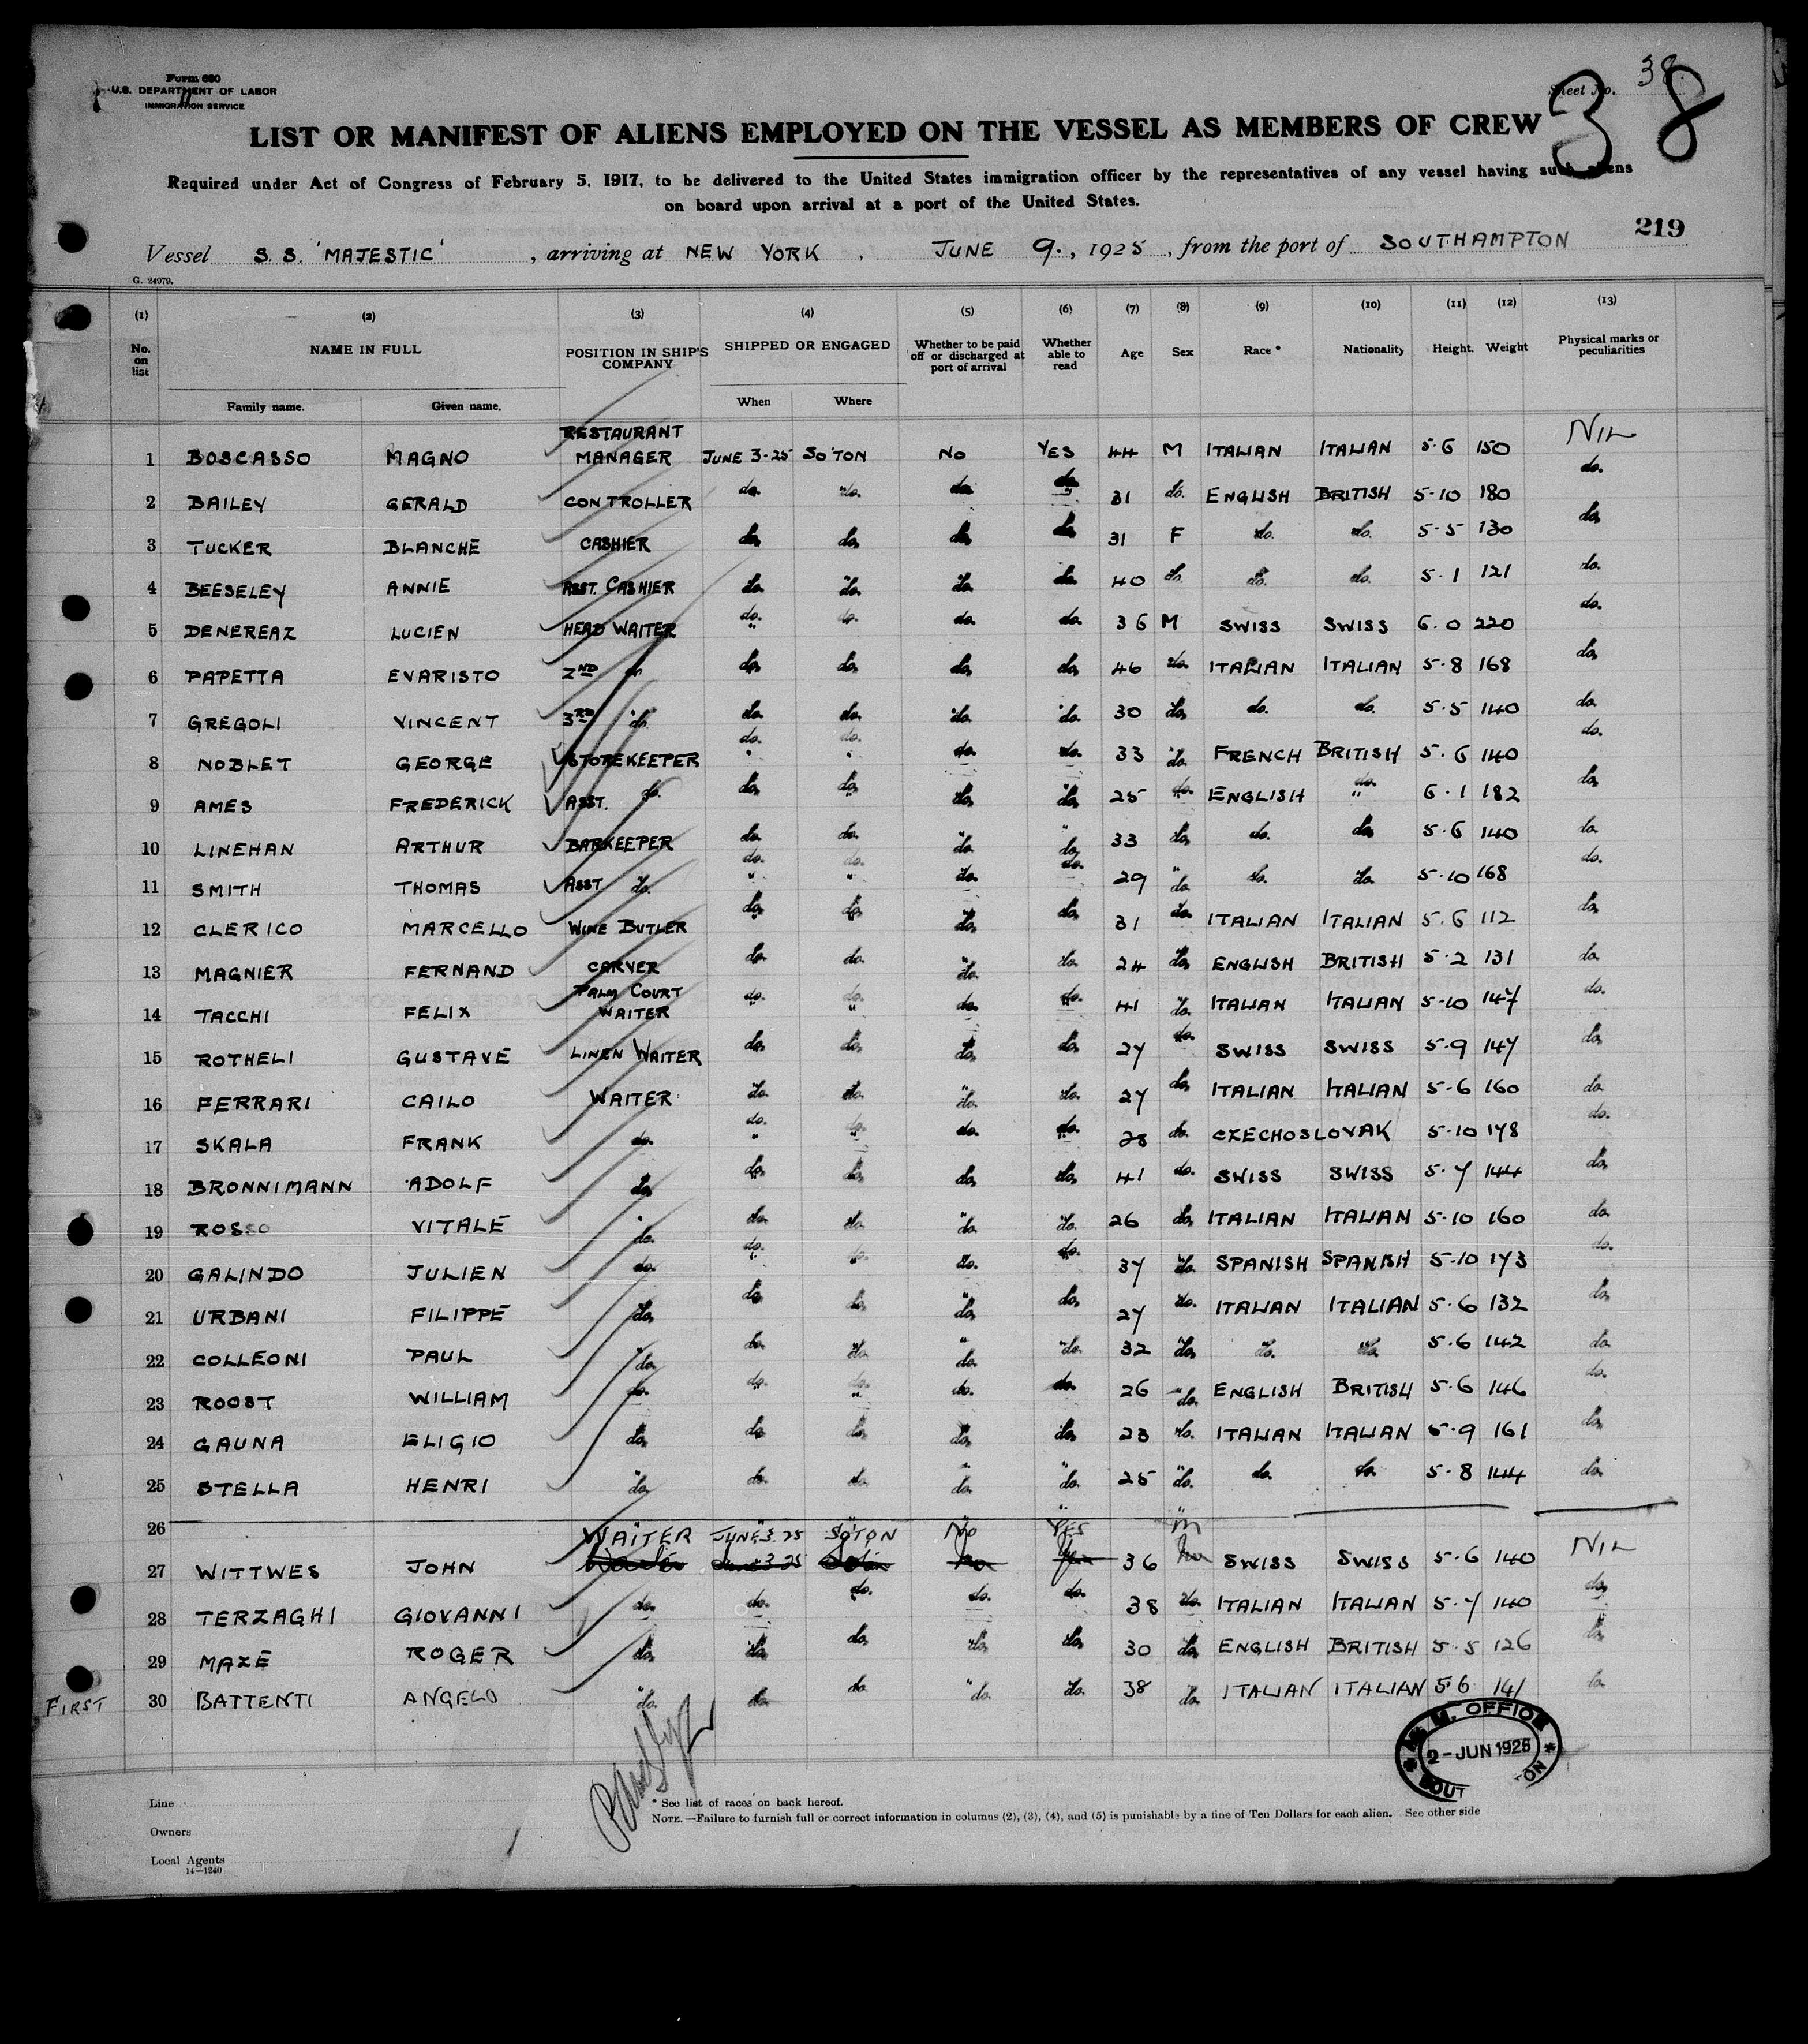 Form 680
U.S. DEPARTMENT OF LABOR
IMMIGRATION SERVICE
38
Sheet No.
38
LIST OR MANIFEST OF ALIENS EMPLOYED ON THE VESSEL AS MEMBERS OF CREW
Required under Act of Congress of February 5, 1917, to be delivered to the United States immigration officer by the representatives of any vessel having such aliens
on board upon arrival at a port of the United States.
219
Vessel S.S. 'MAJESTIC' , arriving at NEW YORK , JUNE 9., 1925, from the port of SOUTHAMPTON
G. 24079.
(1) (2) (3) (4) (5) (6) (7) (8) (9) (10) (11) (12) (13)
No. on list NAME IN FULL POSITION IN SHIP'S COMPANY SHIPPED OR ENGAGED Whether to be paid off or discharged at port of arrival Whether able to read Age Sex Race * Nationality Height. Weight Physical marks or peculiarities
Family name. Given name. When Where
1 BOSCASSO MAGNO RESTAURANT MANAGER JUNE 3-25 SO'TON NO YES 44 M ITALIAN ITALIAN 5-6 150 NIL
2 BAILEY GERALD CONTROLLER do. do. do. do. 31 do. ENGLISH BRITISH 5-10 180 do.
3 TUCKER BLANCHE CASHIER do. do. do. do. 31 F do. do. 5-5 130 do.
4 BEESELEY ANNIE ASST. CASHIER do. do. do. do. 40 do. do. do. 5-1 121 do.
5 DENEREAZ LUCIEN HEAD WAITER do. do. do. do. 36 M SWISS SWISS 6.0 220 do.
6 PAPETTA EVARISTO 2ND do. do. do. do. do. 46 do. ITALIAN ITALIAN 5-8 168 do.
7 GREGOLI VINCENT 3RD do. do. do. do. do. 30 do. do. do. 5-5 140 do.
8 NOBLET GEORGE STOREKEEPER do. do. do. do. 33 do. FRENCH BRITISH 5.6 140 do.
9 AMES FREDERICK ASST. do. do. do. do. do. 25 do. ENGLISH do. 6.1 182 do.
10 LINEHAN ARTHUR BARKEEPER do. do. do. do. 33 do. do. do. 5.6 140 do.
11 SMITH THOMAS ASST do. do. do. do. do. 29 do. do. do. 5-10 168 do.
12 CLERICO MARCELLO WINE BUTLER do. do. do. do. 31 do. ITALIAN ITALIAN 5.6 112 do.
13 MAGNIER FERNAND CARVER do. do. do. do. 24 do. ENGLISH BRITISH 5-2 131 do.
14 TACCHI FELIX PALM COURT WAITER do. do. do. do. 41 do. ITALIAN ITALIAN 5-10 147 do.
15 ROTHELI GUSTAVE LINEN WAITER do. do. do. do. 27 do. SWISS SWISS 5-9 147 do.
16 FERRARI CAILO WAITER do. do. do. do. 27 do. ITALIAN ITALIAN 5-6 160 do.
17 SKALA FRANK do. do. do. do. do. 28 do. CZECHOSLOVAK 5-10 178 do.
18 BRONNIMANN ADOLF do. do. do. do. do. 41 do. SWISS SWISS 5-7 144 do.
19 ROSSO VITALE do. do. do. do. do. 26 do. ITALIAN ITALIAN 5-10 160 do.
20 GALINDO JULIEN do. do. do. do. do. 37 do. SPANISH SPANISH 5-10 173 do.
21 URBANI FILIPPE do. do. do. do. do. 27 do. ITALIAN ITALIAN 5-6 132 do.
22 COLLEONI PAUL do. do. do. do. do. 32 do. do. do. 5.6 142 do.
23 ROOST WILLIAM do. do. do. do. do. 26 do. ENGLISH BRITISH 5.6 146 do.
24 GAUNA ELIGIO do. do. do. do. do. 23 do. ITALIAN ITALIAN 5-9 161 do.
25 STELLA HENRI do. do. do. do. do. 25 do. do. do. 5-8 144 do.
26
27 WITTWES JOHN WAITER JUNE 3.25 SOTON NO YES 36 M SWISS SWISS 5-6 140 NIL
28 TERZAGHI GIOVANNI do. do. do. do. do. 38 do. ITALIAN ITALIAN 5-7 140 do.
29 MAZE ROGER do. do. do. do. do. 30 do. ENGLISH BRITISH 5-5 126 do.
FIRST 30 BATTENTI ANGELO do. do. do. do. do. 38 do. ITALIAN ITALIAN 5.6 141 do.
M. OFFICE
2-JUN 1925
Line
Owners
Local Agents
14—1240
* See list of races on back hereof.
NOTE.—Failure to furnish full or correct information in columns (2), (3), (4), and (5) is punishable by a fine of Ten Dollars for each alien. See other side